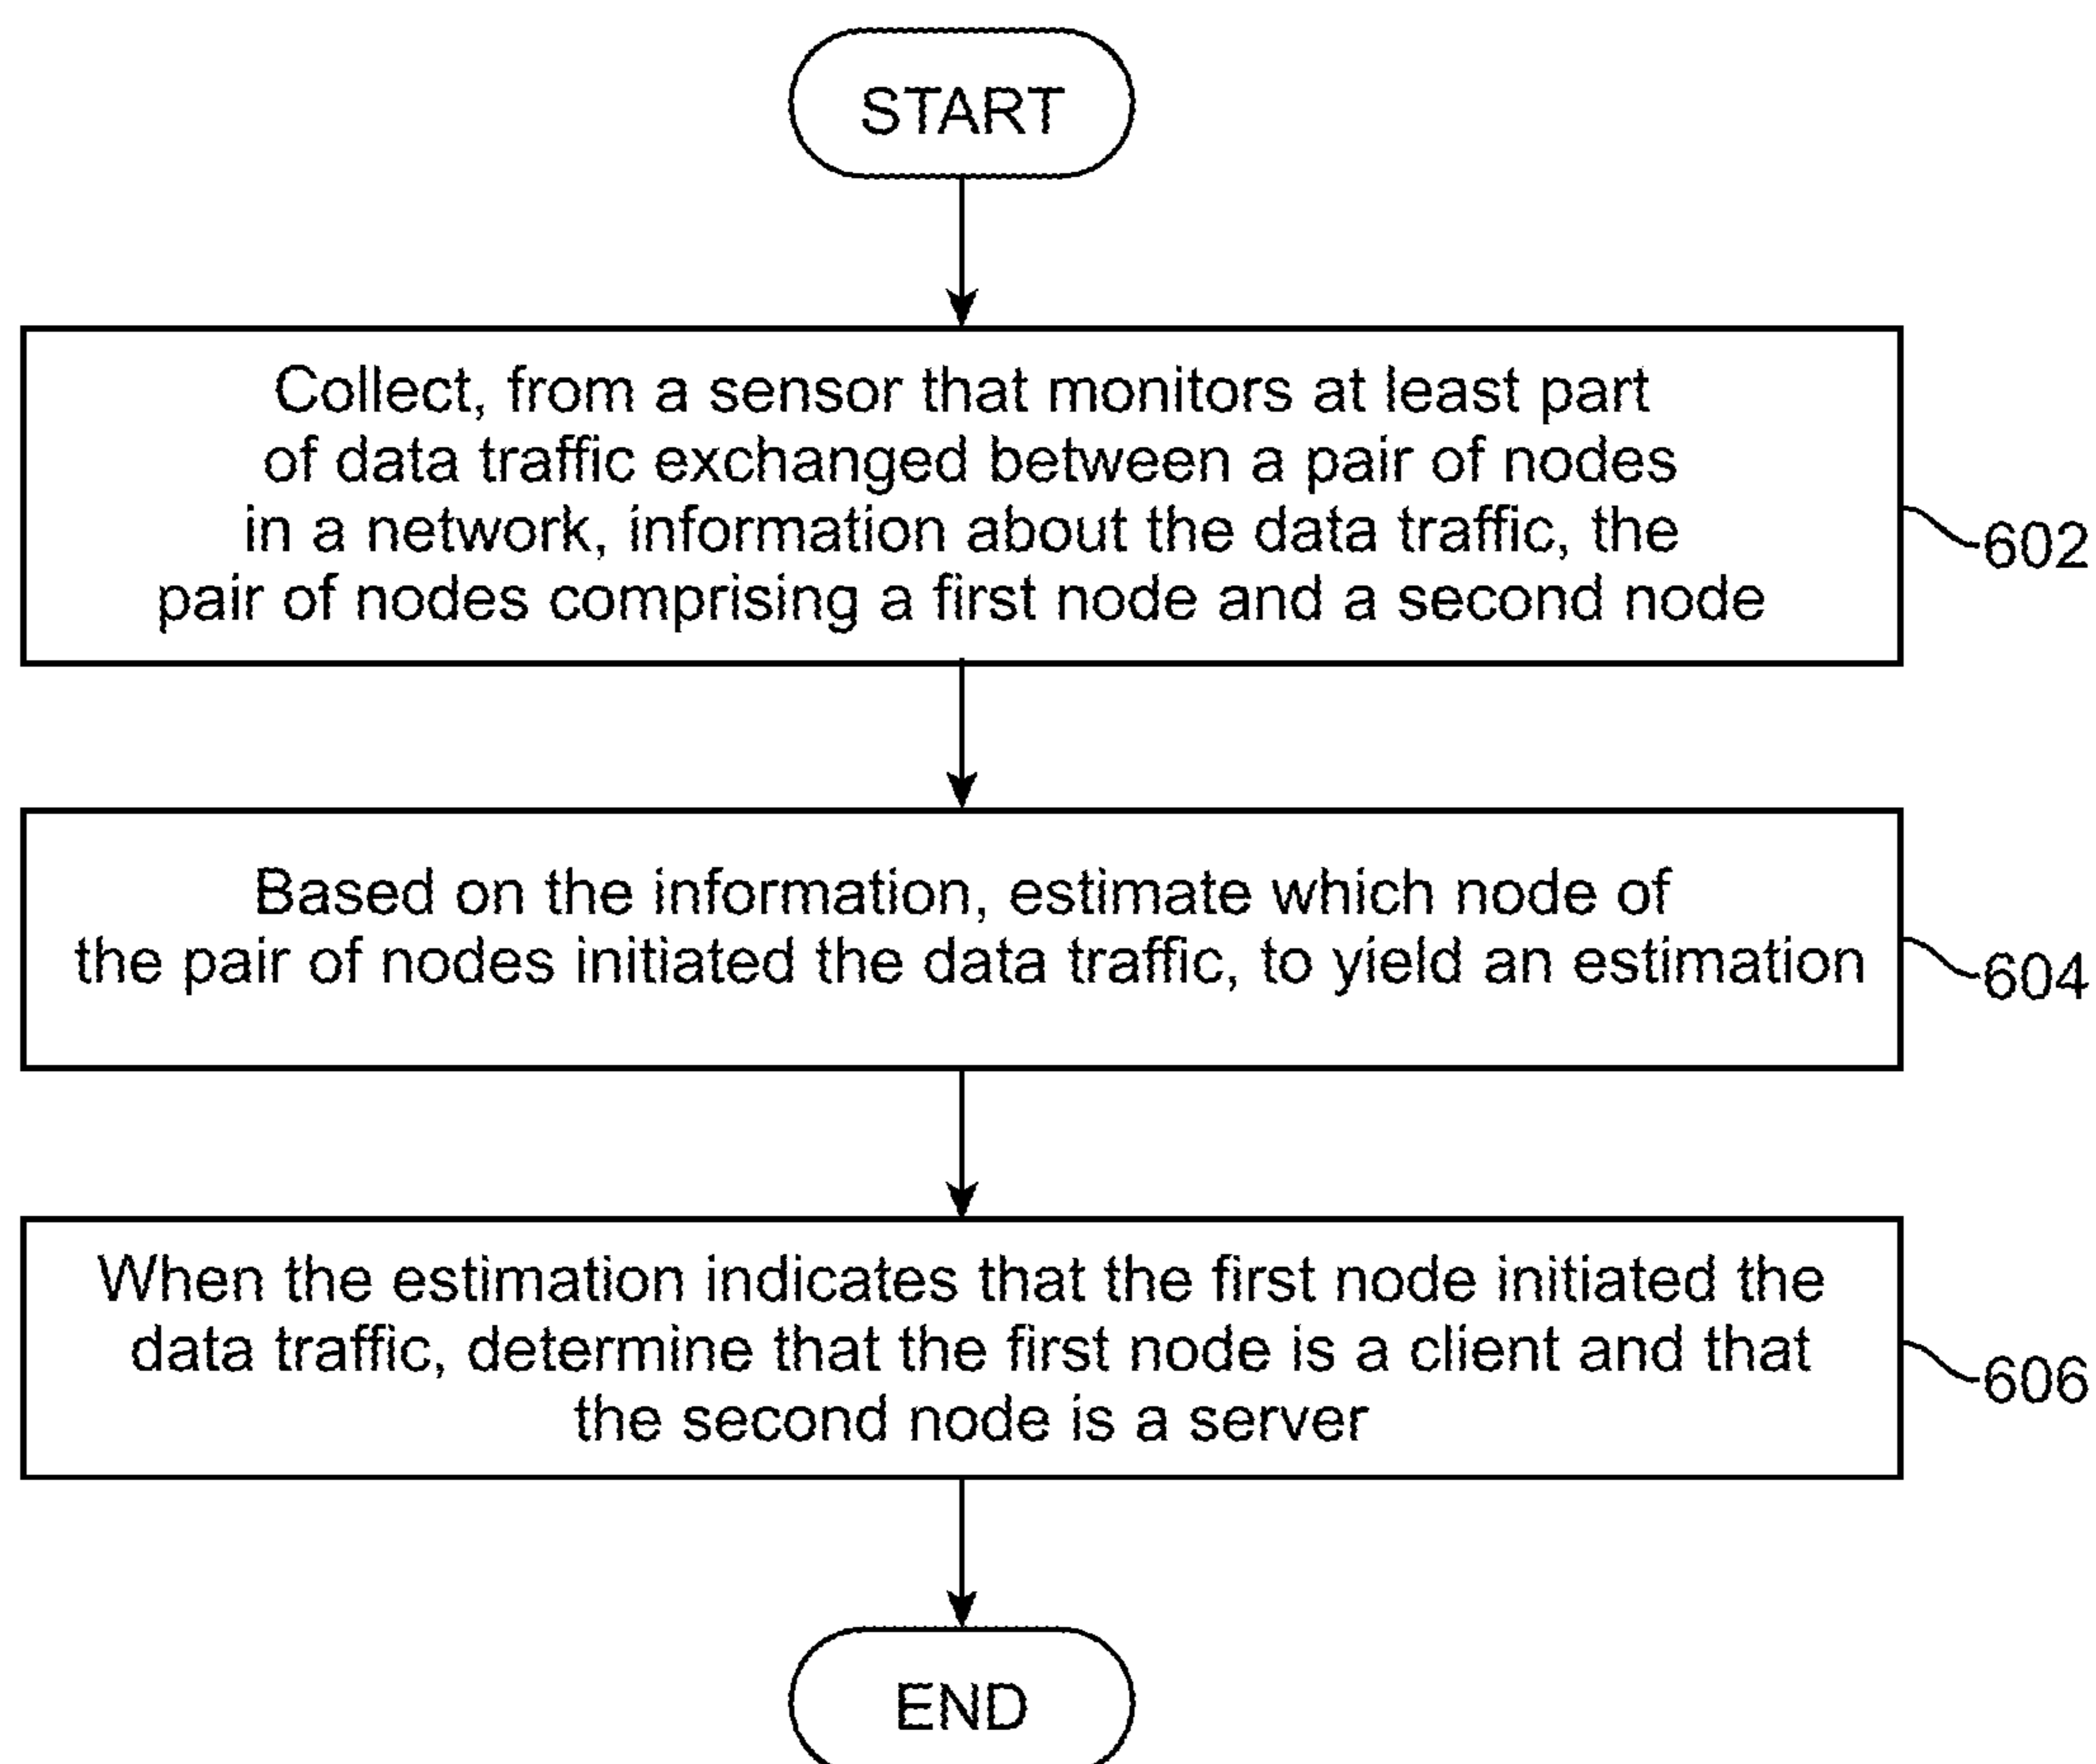 START
Collect, from a sensor that monitors at least part
of data traffic exchanged between a pair of nodes
in a network, information about the data traffic, the
pair of nodes comprising a first node and a second node
602
Based on the information, estimate which node of
the pair of nodes initiated the data traffic, to yield an estimation
604
When the estimation indicates that the first node initiated the
data traffic, determine that the first node is a client and that
the second node is a server
606
END